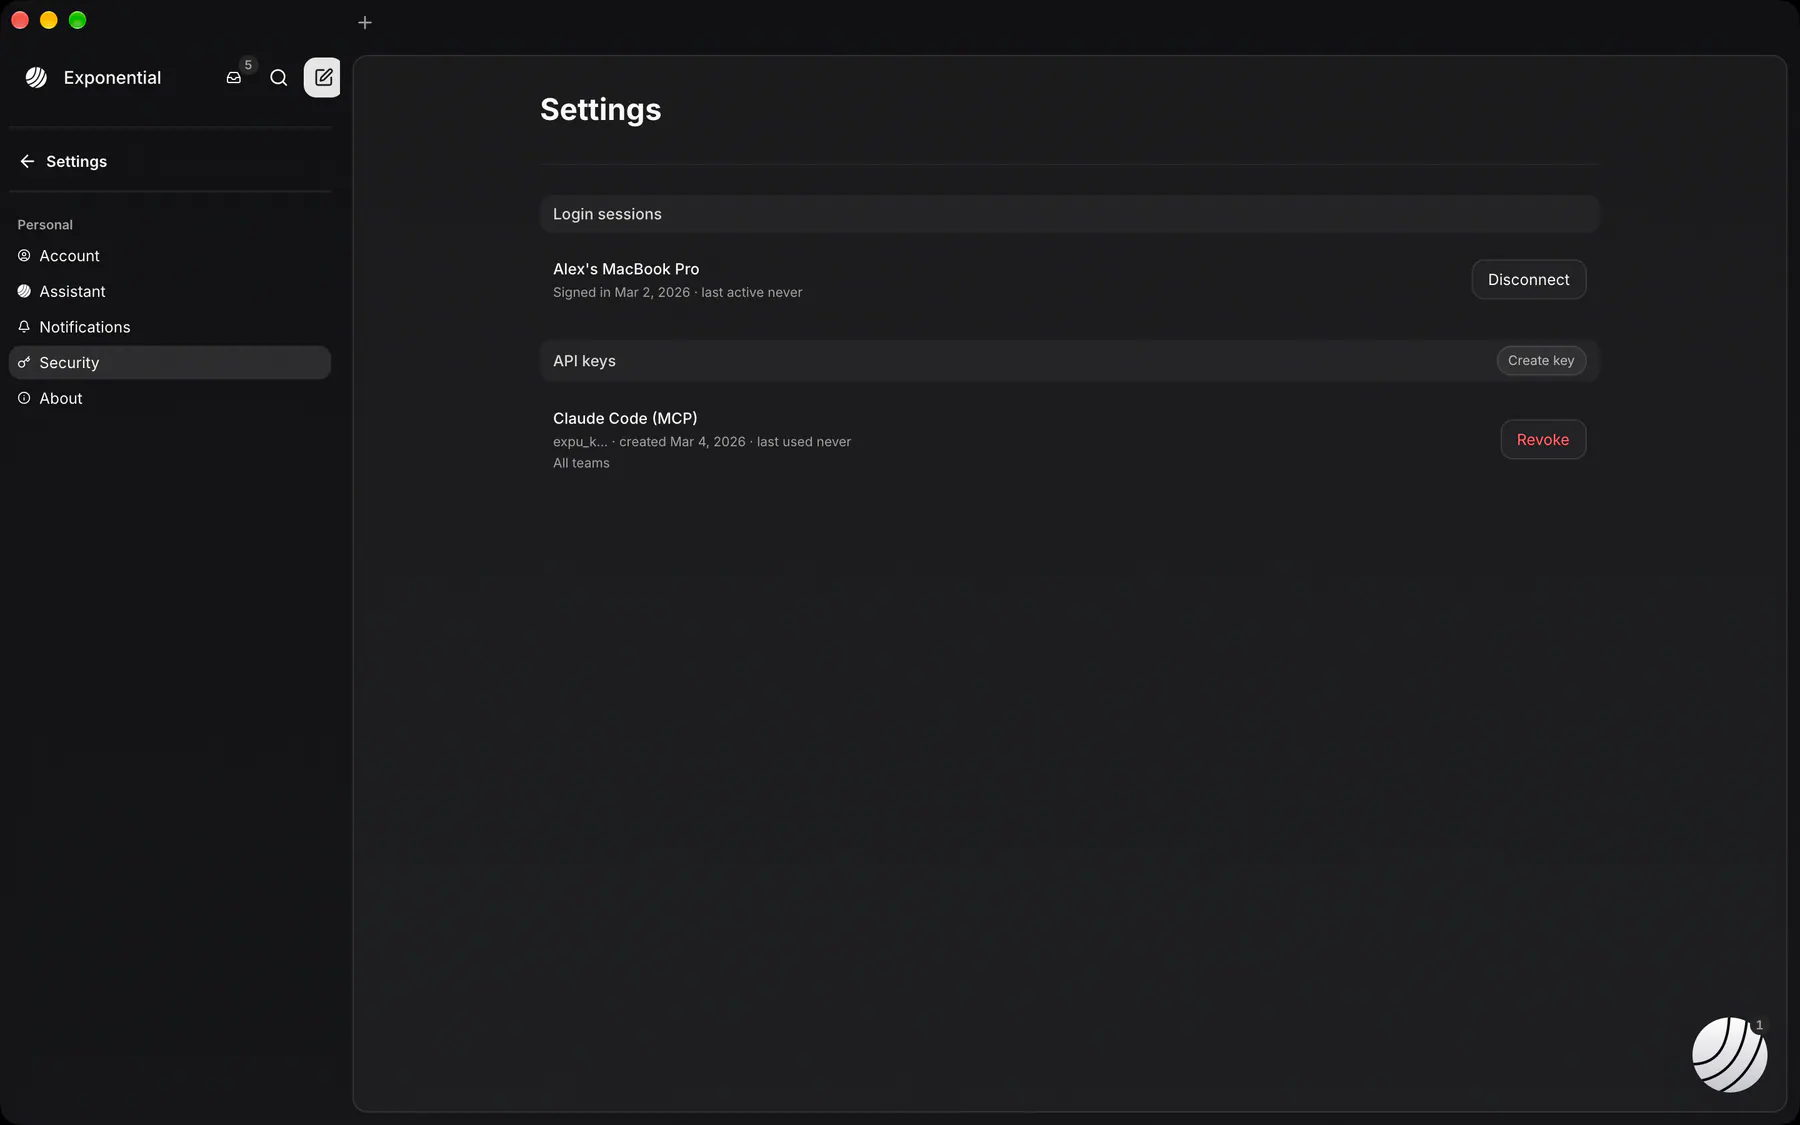 Exponential
5
Settings
Personal
Account
Assistant
Notifications
Security
About
Settings
Login sessions
Alex's MacBook Pro
Signed in Mar 2, 2026 · last active never
Disconnect
API keys
Create key
Claude Code (MCP)
expu_k... · created Mar 4, 2026 · last used never
All teams
Revoke
1